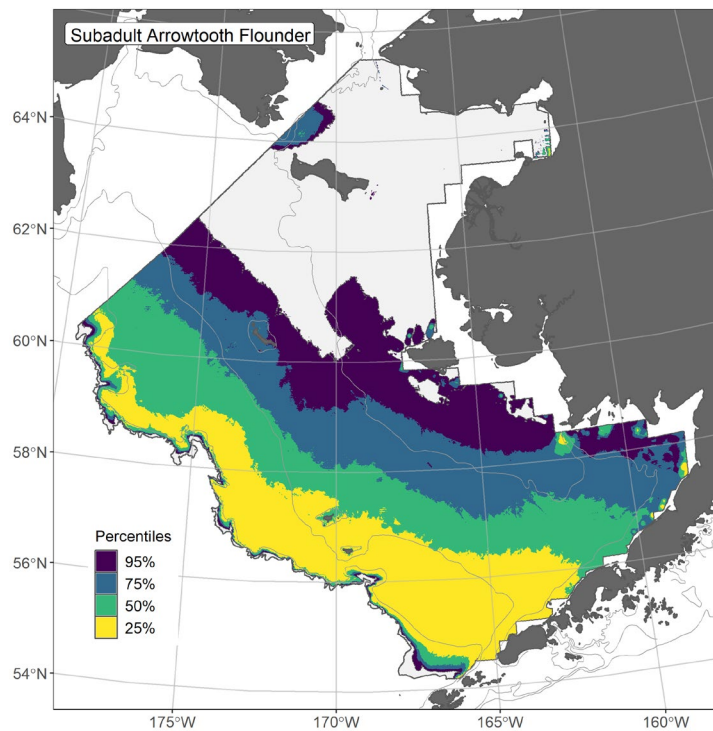 Subadult Arrowtooth Flounder
64°N
62°N
60°N
58°N
56°N
54°N
Percentiles
95%
75%
50%
25%
175°W
170°W
165°W
160°W